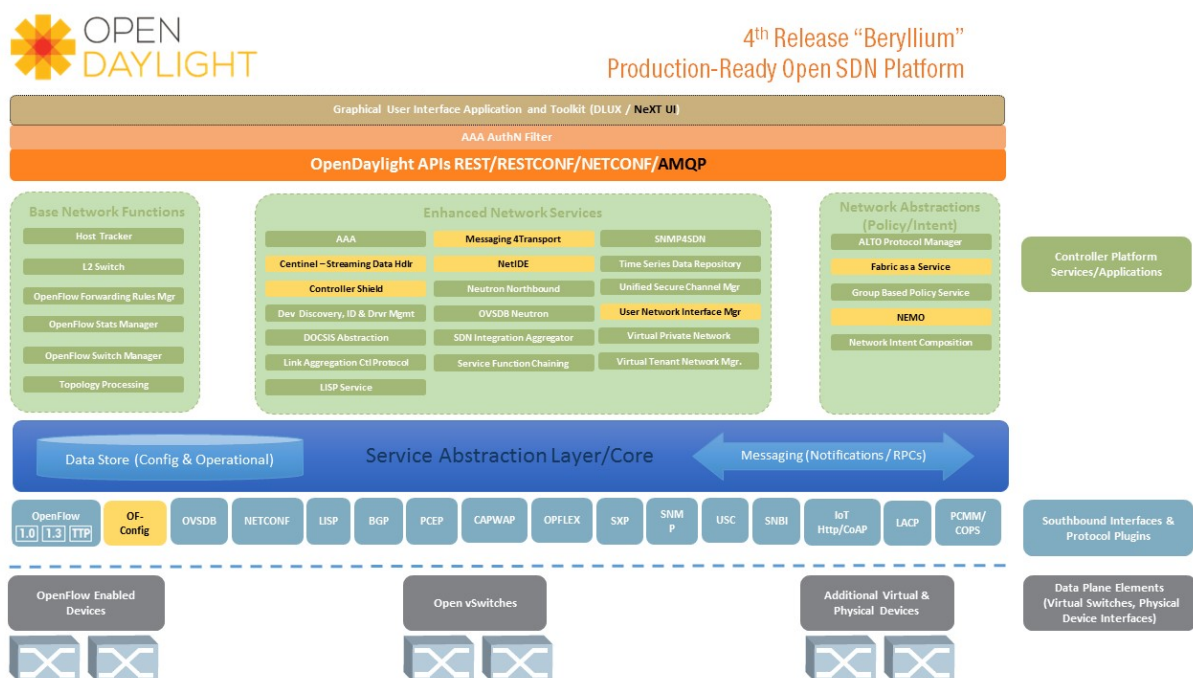 OPEN
DAYLIGHT
4th Release “Beryllium”
Production-Ready Open SDN Platform
Graphical User Interface Application and Toolkit (DLUX / NeXT UI)
AAA AuthN Filter
OpenDaylight APIs REST/RESTCONF/NETCONF/AMQP
Base Network Functions
Host Tracker
L2 Switch
OpenFlow Forwarding Rules Mgr
OpenFlow Stats Manager
OpenFlow Switch Manager
Topology Processing
Enhanced Network Services
AAA
Centinel – Streaming Data Hdlr
Controller Shield
Dev Discovery, ID & Drvr Mgmt
DOCSIS Abstraction
Link Aggregation Ctl Protocol
LISP Service
Messaging 4Transport
NetIDE
Neutron Northbound
OVSDB Neutron
SDN Integration Aggregator
Service Function Chaining
SNMP4SDN
Time Series Data Repository
Unified Secure Channel Mgr
User Network Interface Mgr
Virtual Private Network
Virtual Tenant Network Mgr.
Network Abstractions
(Policy/Intent)
ALTO Protocol Manager
Fabric as a Service
Group Based Policy Service
NEMO
Network Intent Composition
Controller Platform
Services/Applications
Data Store (Config & Operational)
Service Abstraction Layer/Core
Messaging (Notifications / RPCs)
OpenFlow
1.0 1.3 TTP
OF-
Config
OVSDB
NETCONF
LISP
BGP
PCEP
CAPWAP
OPFLEX
SXP
SNM
P
USC
SNBI
IoT
Http/CoAP
LACP
PCMM/
COPS
Southbound Interfaces &
Protocol Plugins
OpenFlow Enabled
Devices
Open vSwitches
Additional Virtual &
Physical Devices
Data Plane Elements
(Virtual Switches, Physical
Device Interfaces)